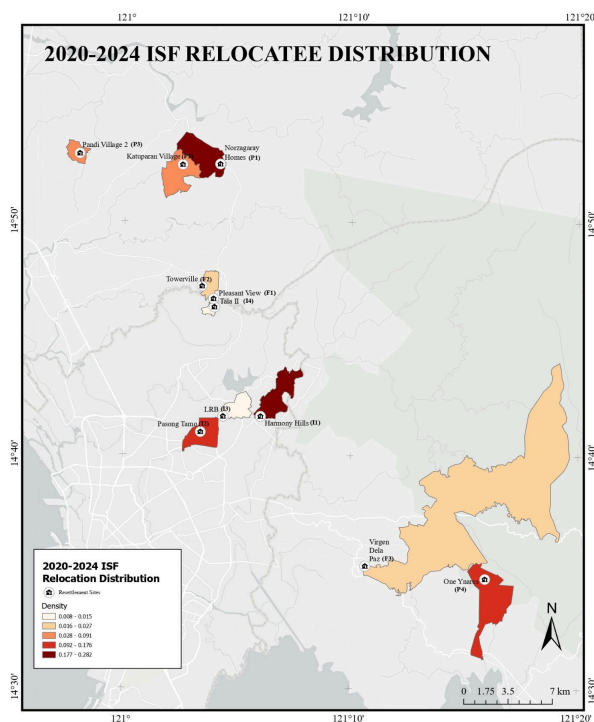 121°
121°10'
121°20'
2020-2024 ISF RELOCATEE DISTRIBUTION
Pandi Village 2 (P3)
Norzagaray
Katuparan Village
Homes (P1)
14°50'
14°50'
Towerville (F2)
Pleasant View (F1)
Tala II (I4)
LRB (I3)
Pasong Tamo (I2)
Harmony Hills (I1)
14°40'
14°40'
Virgen
Dela
Paz (F3)
One Ynares
(P4)
2020-2024 ISF
Relocation Distribution
Resettlement Sites
Density
0.008 - 0.015
0.016 - 0.027
0.028 - 0.091
0.092 - 0.176
0.177 - 0.282
N
0 1.75 3.5 7 km
14°30'
14°30'
121°
121°10'
121°20'